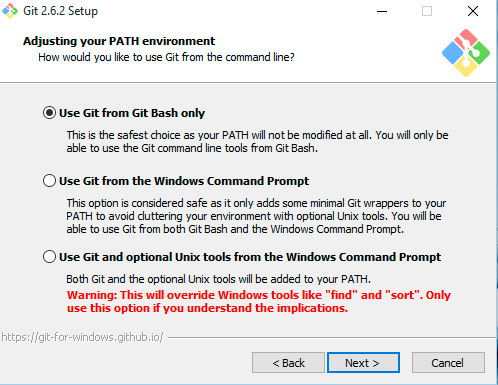 Git 2.6.2 Setup
Adjusting your PATH environment
How would you like to use Git from the command line?
Use Git from Git Bash only
This is the safest choice as your PATH will not be modified at all. You will only
be able to use the Git command line tools from Git Bash.
Use Git from the Windows Command Prompt
This option is considered safe as it only adds some minimal Git wrappers to your
PATH to avoid cluttering your environment with optional Unix tools. You will be
able to use Git from both Git Bash and the Windows Command Prompt.
Use Git and optional Unix tools from the Windows Command Prompt
Both Git and the optional Unix tools will be added to your PATH.
Warning: This will override Windows tools like "find" and "sort". Only
use this option if you understand the implications.
https://git-for-windows.github.io/
< Back
Next >
Cancel